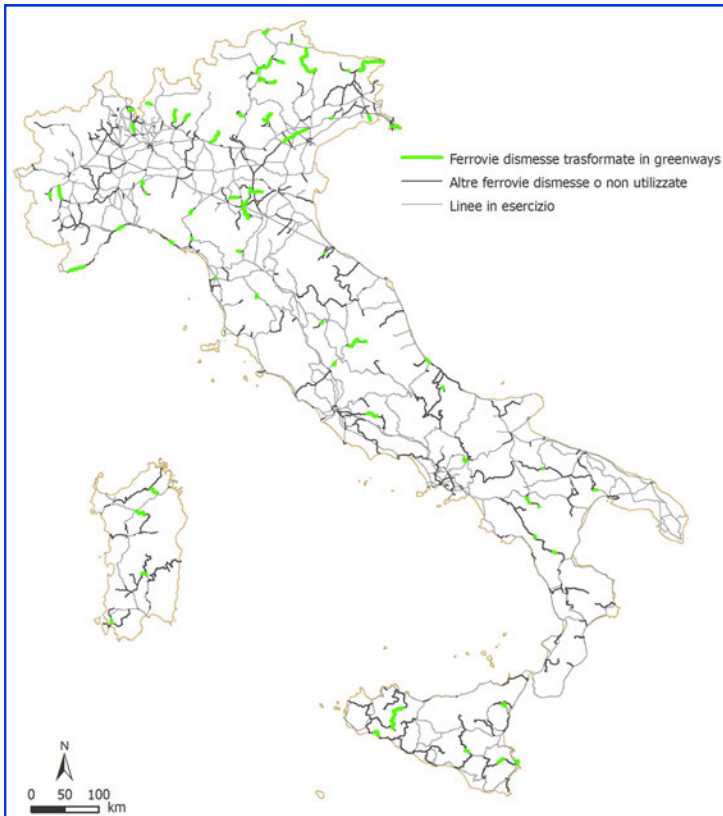 Ferrovie dismesse trasformate in greenways
Altre ferrovie dismesse o non utilizzate
Linee in esercizio
N
0 50 100
km